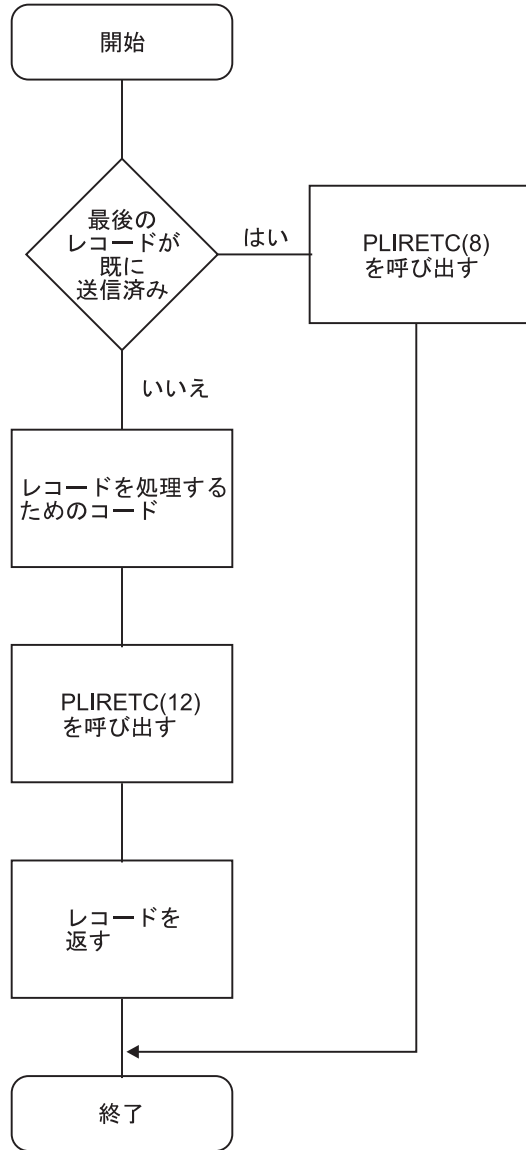 開始
最後の
レコードが
既に
送信済み
はい
PLIRETC(8)
を呼び出す
いいえ
レコードを処理する
ためのコード
PLIRETC(12)
を呼び出す
レコードを
返す
終了